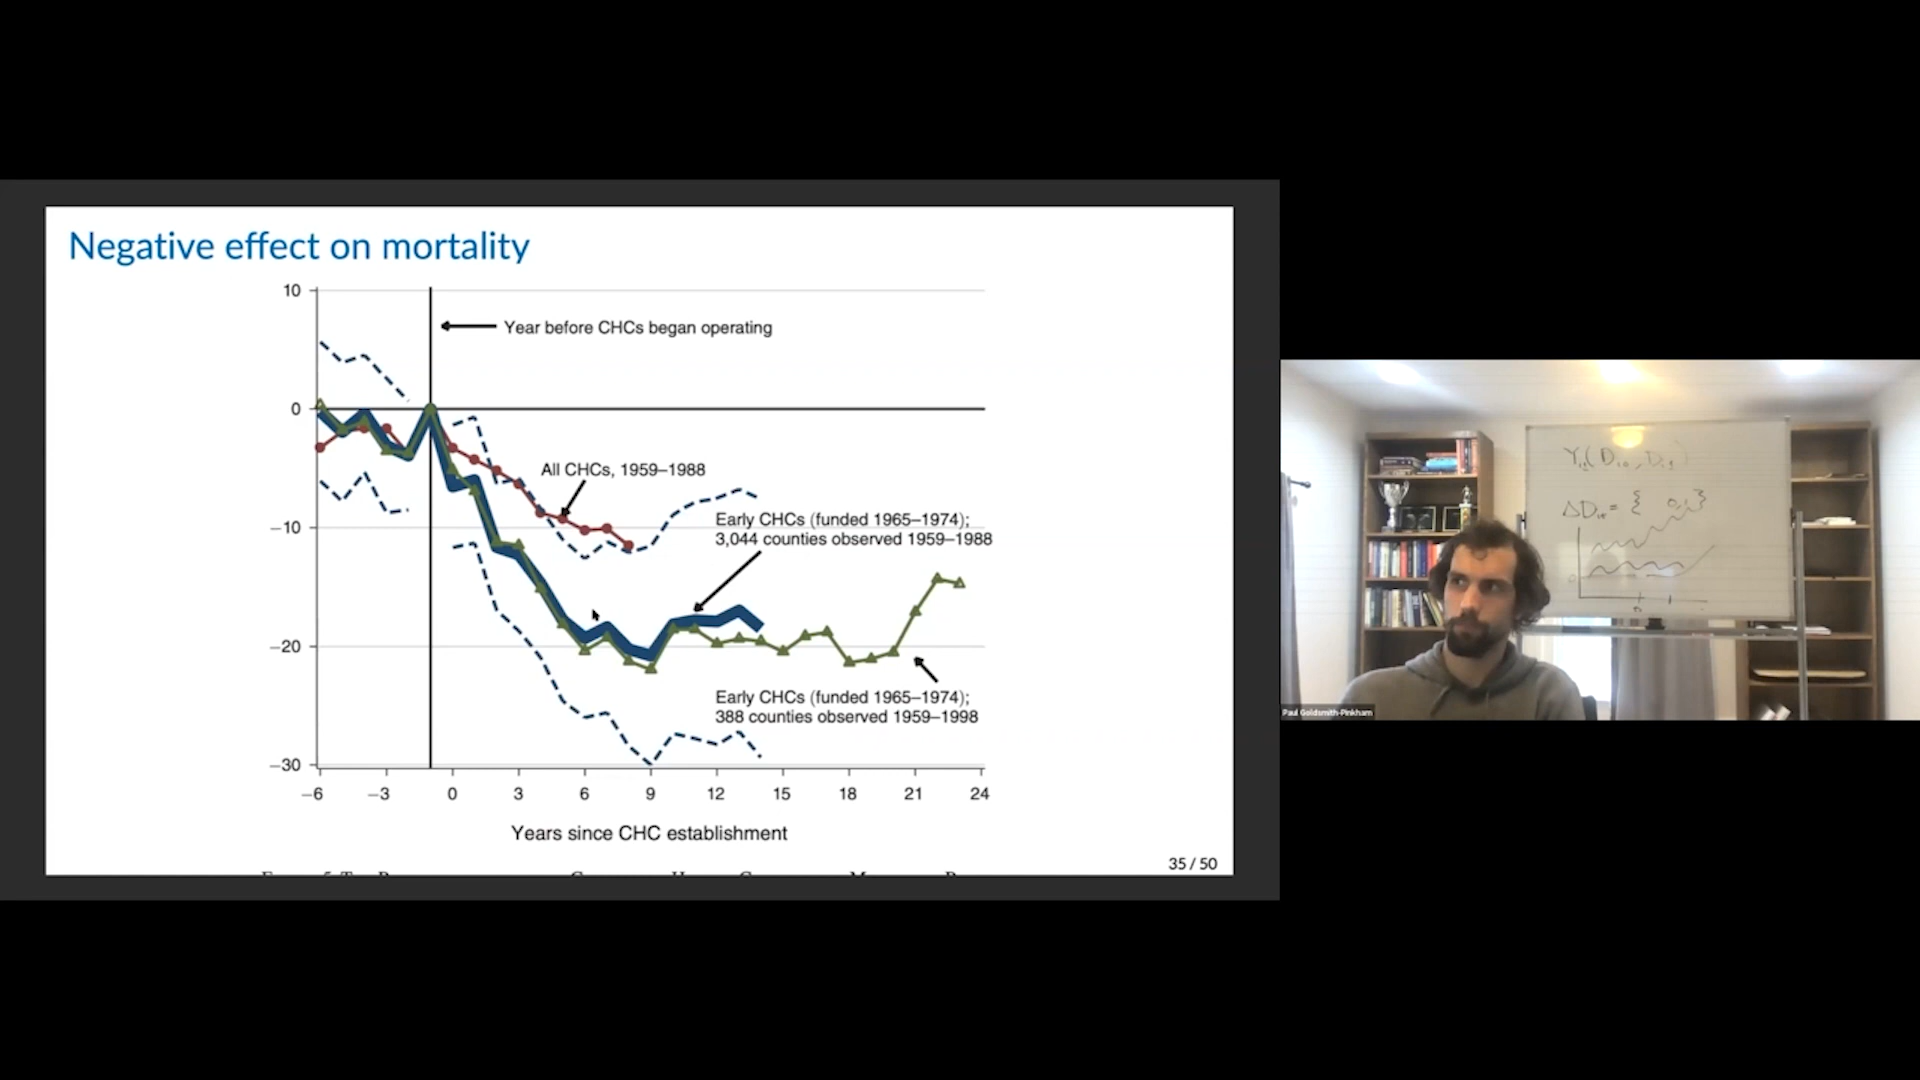 Negative effect on mortality
10
Year before CHCs began operating
0
All CHCs, 1959–1988
Early CHCs (funded 1965–1974);
3,044 counties observed 1959–1988
−10
−20
Early CHCs (funded 1965–1974);
388 counties observed 1959–1998
−30
−6 −3 0 3 6 9 12 15 18 21 24
Years since CHC establishment
35 / 50
Paul Goldsmith-Pinkham